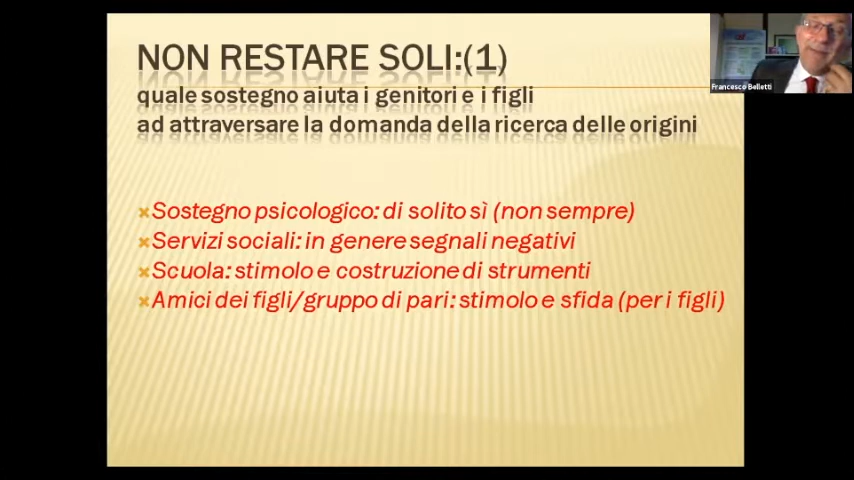 NON RESTARE SOLI:(1)
quale sostegno aiuta i genitori e i figli
ad attraversare la domanda della ricerca delle origini
Sostegno psicologico: di solito sì (non sempre)
Servizi sociali: in genere segnali negativi
Scuola: stimolo e costruzione di strumenti
Amici dei figli/gruppo di pari: stimolo e sfida (per i figli)
Francesco Belletti